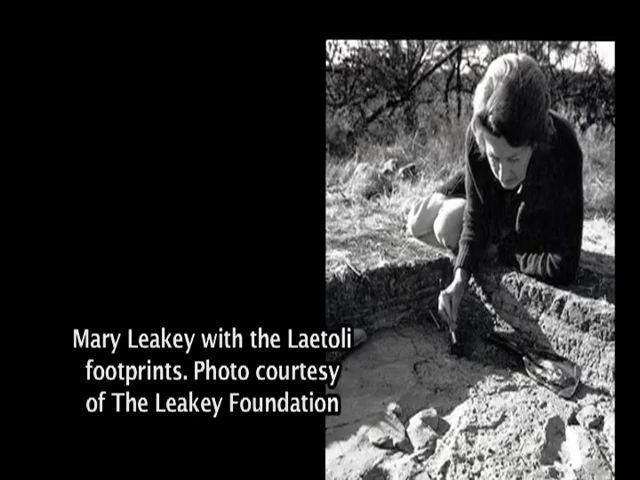 Mary Leakey with the Laetoli
footprints. Photo courtesy
of The Leakey Foundation